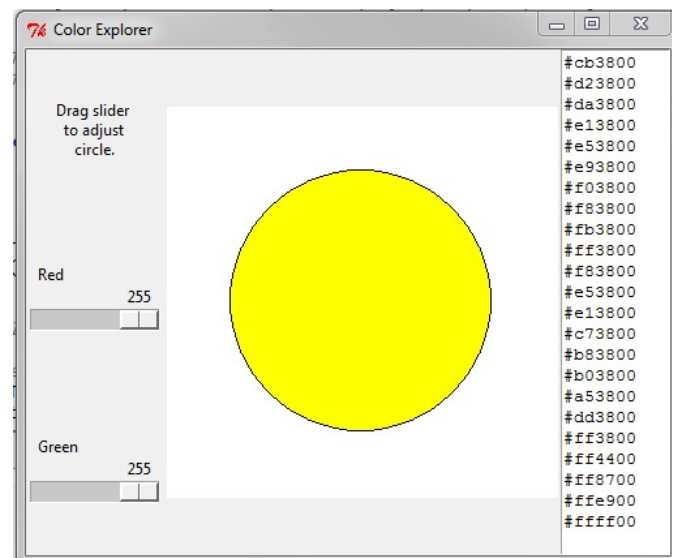 Color Explorer
Drag slider
to adjust
circle.
Red
255
Green
255
#cb3800
#d23800
#da3800
#e13800
#e53800
#e93800
#f03800
#f83800
#fb3800
#ff3800
#f83800
#e53800
#e13800
#c73800
#b83800
#b03800
#a53800
#dd3800
#ff3800
#ff4400
#ff8700
#ffe900
#ffff00